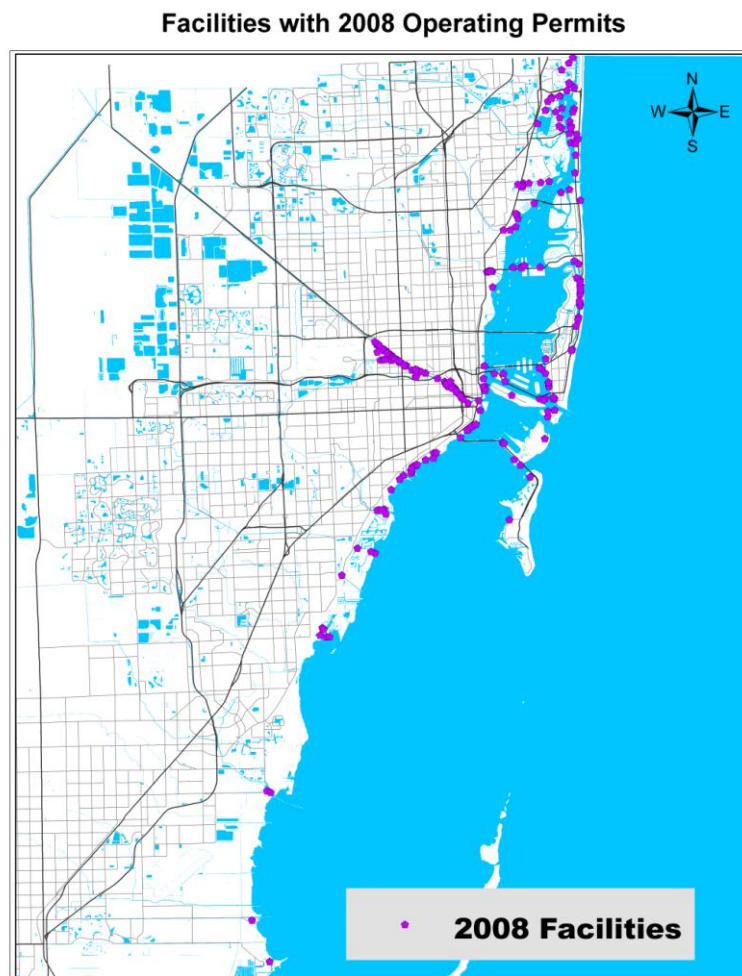 Facilities with 2008 Operating Permits
N
W E
S
2008 Facilities